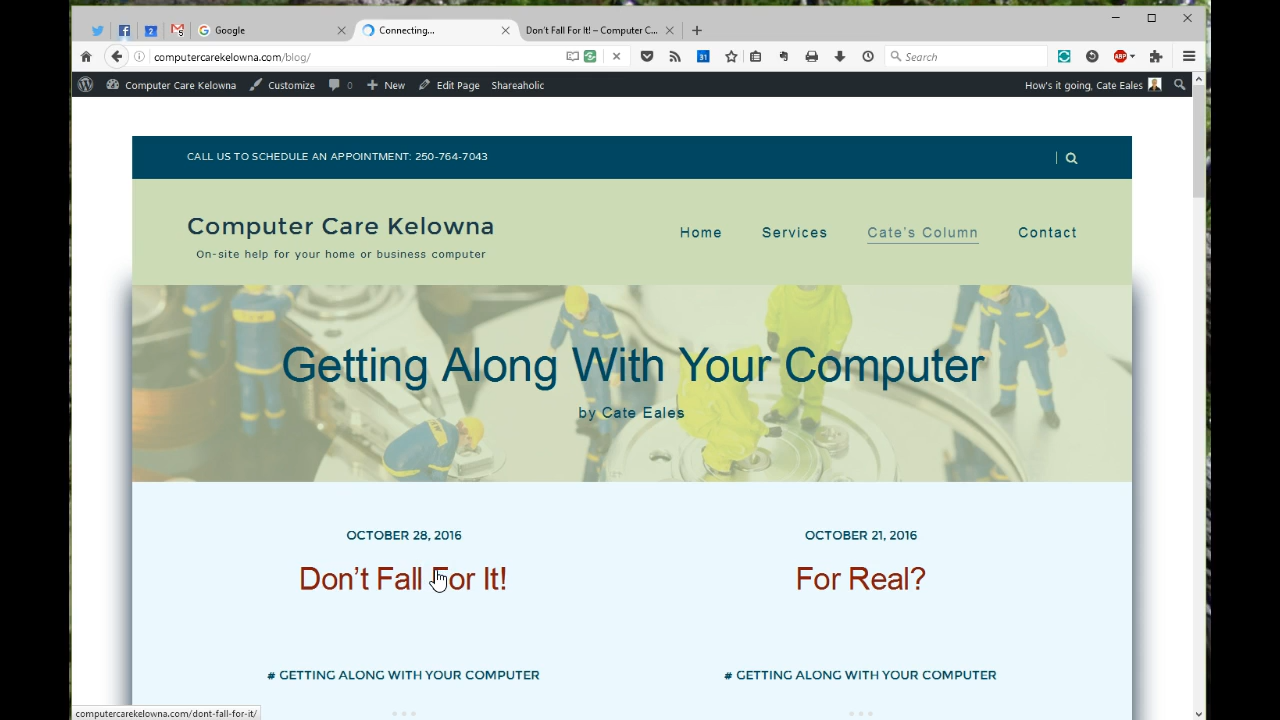 Google
Connecting...
Don't Fall For It! – Computer C...
computercarekelowna.com/blog/
31
Search
ABP
Computer Care Kelowna
Customize
0
New
Edit Page
Shareaholic
How's it going, Cate Eales
CALL US TO SCHEDULE AN APPOINTMENT: 250-764-7043
Computer Care Kelowna
On-site help for your home or business computer
Home
Services
Cate's Column
Contact
Getting Along With Your Computer
by Cate Eales
OCTOBER 28, 2016
Don't Fall For It!
# GETTING ALONG WITH YOUR COMPUTER
OCTOBER 21, 2016
For Real?
# GETTING ALONG WITH YOUR COMPUTER
computercarekelowna.com/dont-fall-for-it/